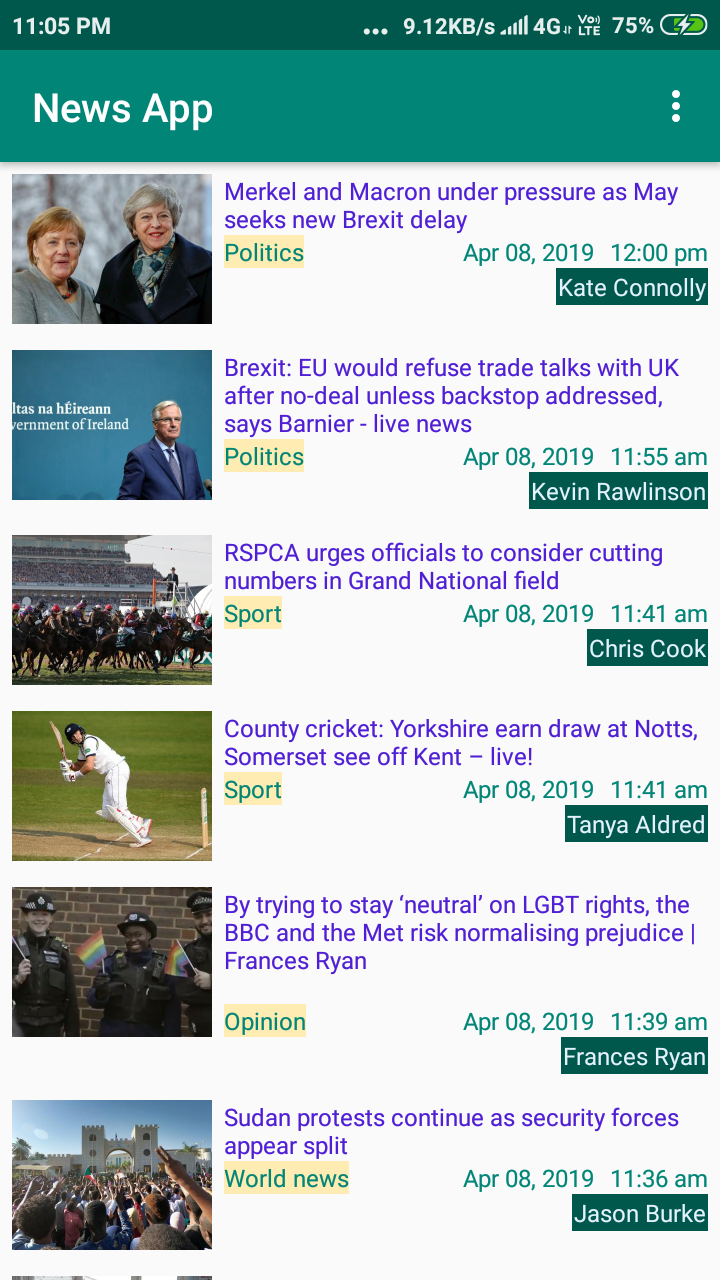 11:05 PM ... 9.12KB/s 4G VoLTE 75%
News App
Merkel and Macron under pressure as May
seeks new Brexit delay
Politics Apr 08, 2019 12:00 pm
Kate Connolly
ltas na hÉireann
vernment of Ireland
Brexit: EU would refuse trade talks with UK
after no-deal unless backstop addressed,
says Barnier - live news
Politics Apr 08, 2019 11:55 am
Kevin Rawlinson
RSPCA urges officials to consider cutting
numbers in Grand National field
Sport Apr 08, 2019 11:41 am
Chris Cook
County cricket: Yorkshire earn draw at Notts,
Somerset see off Kent – live!
Sport Apr 08, 2019 11:41 am
Tanya Aldred
By trying to stay ‘neutral’ on LGBT rights, the
BBC and the Met risk normalising prejudice |
Frances Ryan
Opinion Apr 08, 2019 11:39 am
Frances Ryan
Sudan protests continue as security forces
appear split
World news Apr 08, 2019 11:36 am
Jason Burke